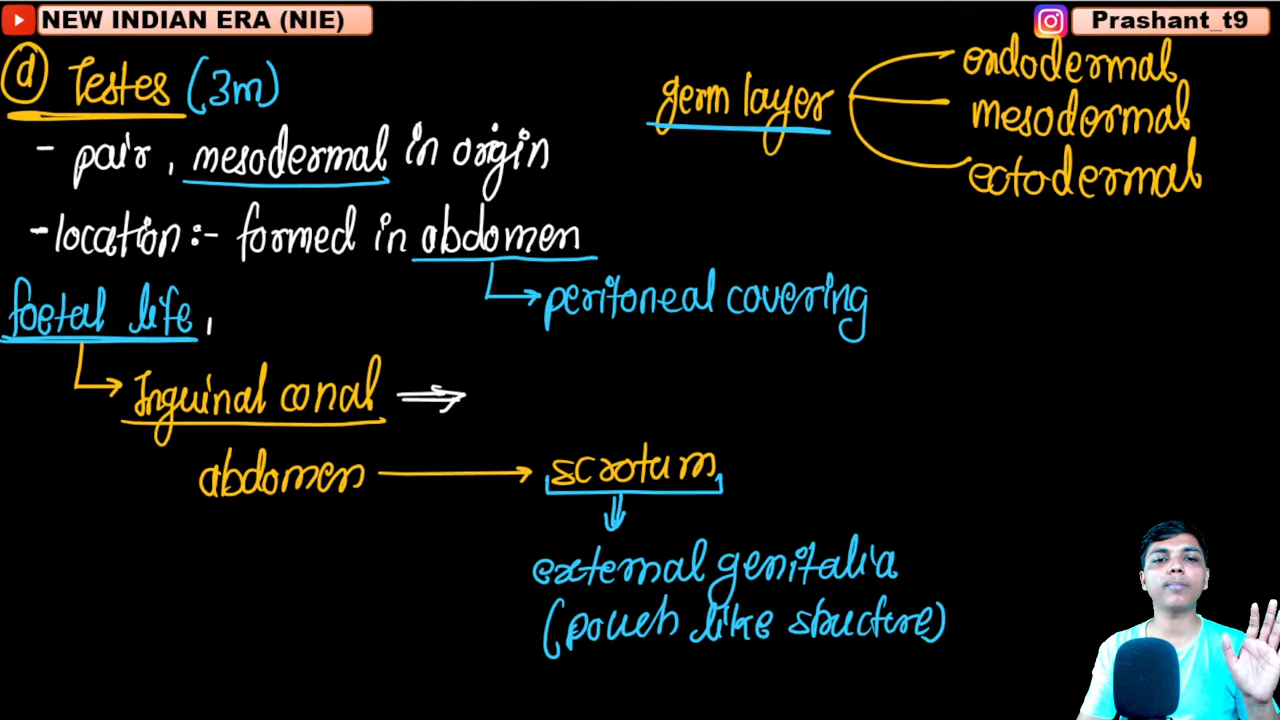 NEW INDIAN ERA (NIE)
Prashant_t9
d Testes (3m)
- pair, mesodermal in origin
- location :- formed in abdomen
peritoneal covering
foetal life,
Inguinal canal ⇒
abdomen → scrotum
external genitalia
(pouch like structure)
germ layer
endodermal
mesodermal
ectodermal